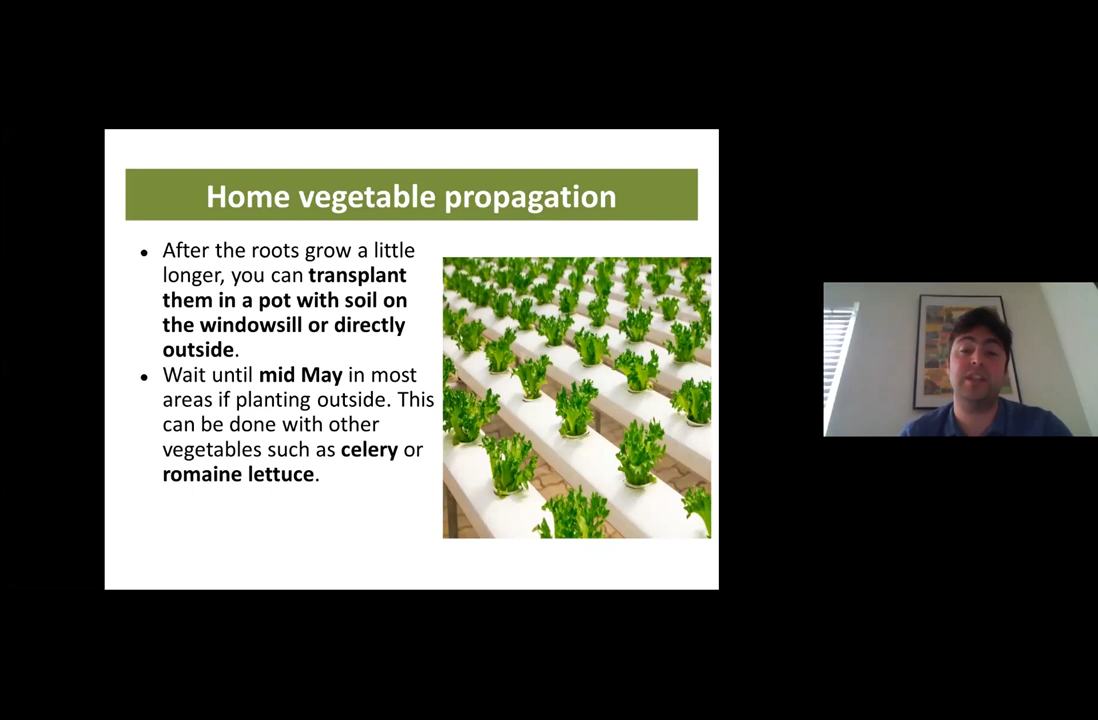 Home vegetable propagation
• After the roots grow a little
longer, you can transplant
them in a pot with soil on
the windowsill or directly
outside.
• Wait until mid May in most
areas if planting outside. This
can be done with other
vegetables such as celery or
romaine lettuce.